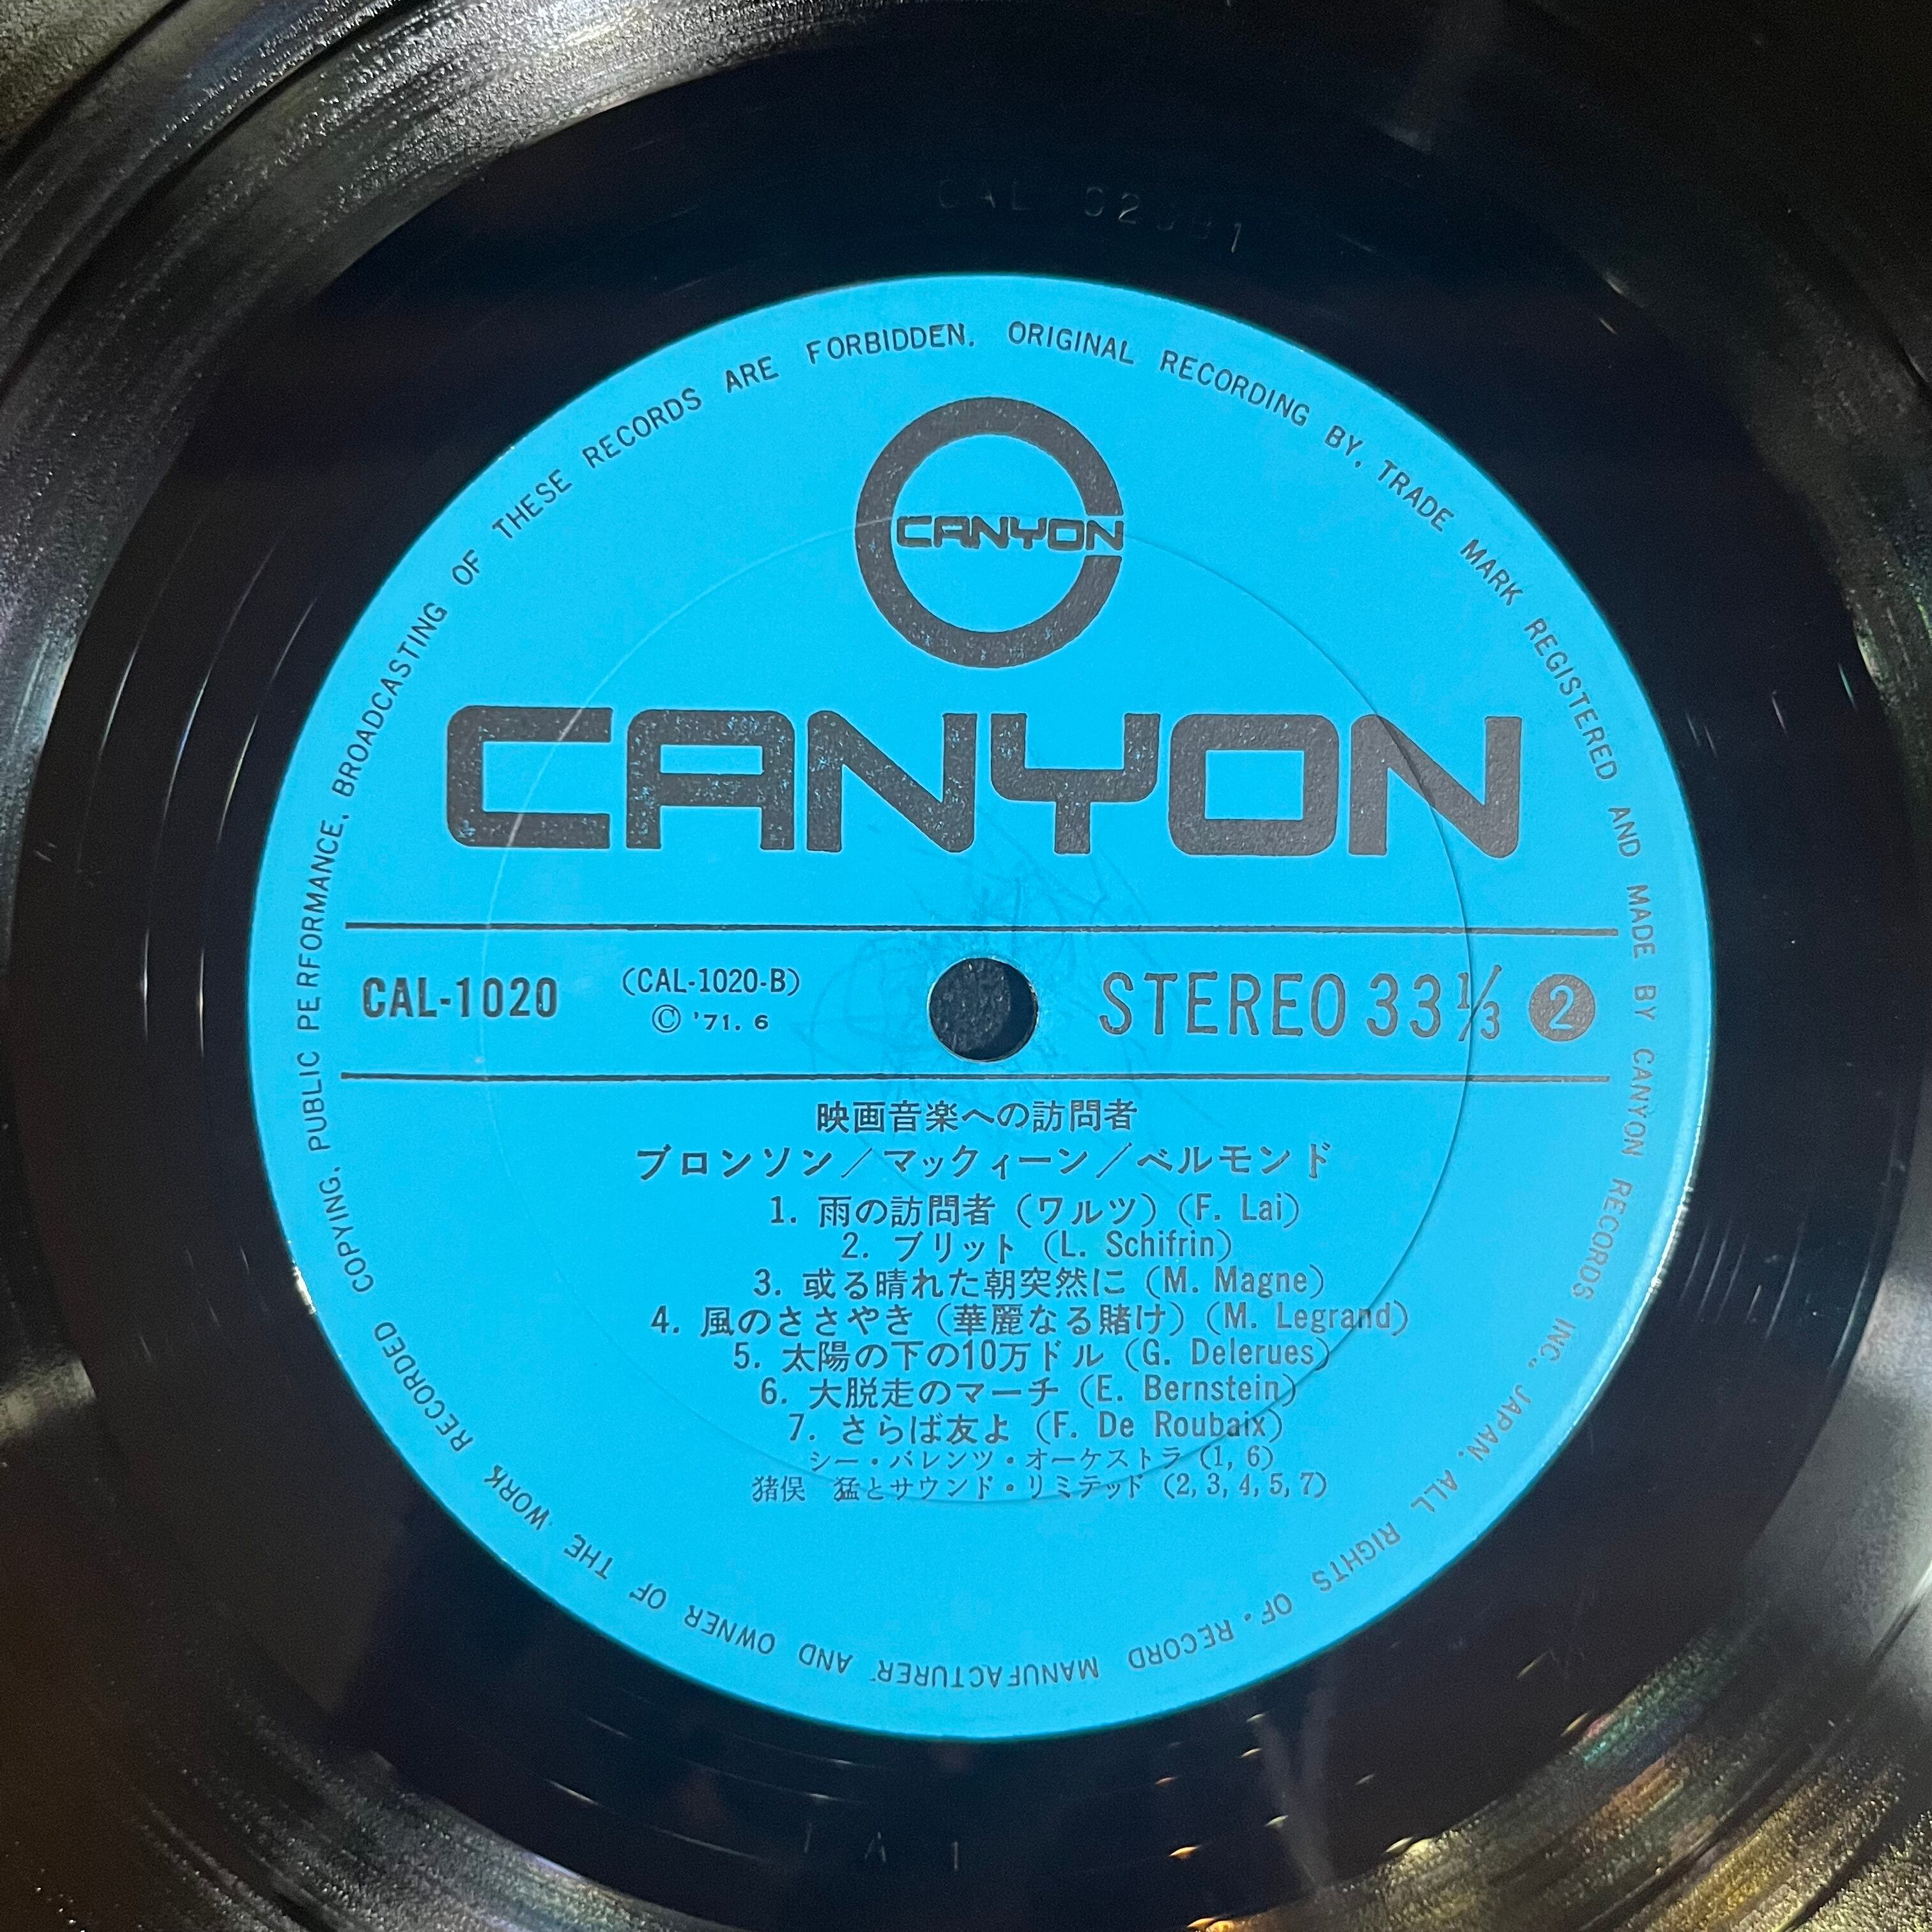 CANYON
CANYON
CAL-1020
(CAL-1020-B)
© '71. 6
STEREO 33 1/3 2
映画音楽への訪問者
ブロンソン／マックィーン／ベルモンド
1. 雨の訪問者 (ワルツ) (F. Lai)
2. ブリット (L. Schifrin)
3. 或る晴れた朝突然に (M. Magne)
4. 風のささやき (華麗なる賭け) (M. Legrand)
5. 太陽の下の10万ドル (G. Delerues)
6. 大脱走のマーチ (E. Bernstein)
7. さらば友よ (F. De Roubaix)
シー・バレンツ・オーケストラ (1, 6)
猪俣 猛とサウンド・リミテッド (2, 3, 4, 5, 7)
ORIGINAL RECORDING BY. TRADE MARK REGISTERED AND MADE BY CANYON RECORDS INC., JAPAN. ALL RIGHTS OF RECORD MANUFACTURER AND OWNER OF THE WORK RECORDED COPYING. PUBLIC PERFORMANCE. BROADCASTING OF THESE RECORDS ARE FORBIDDEN.